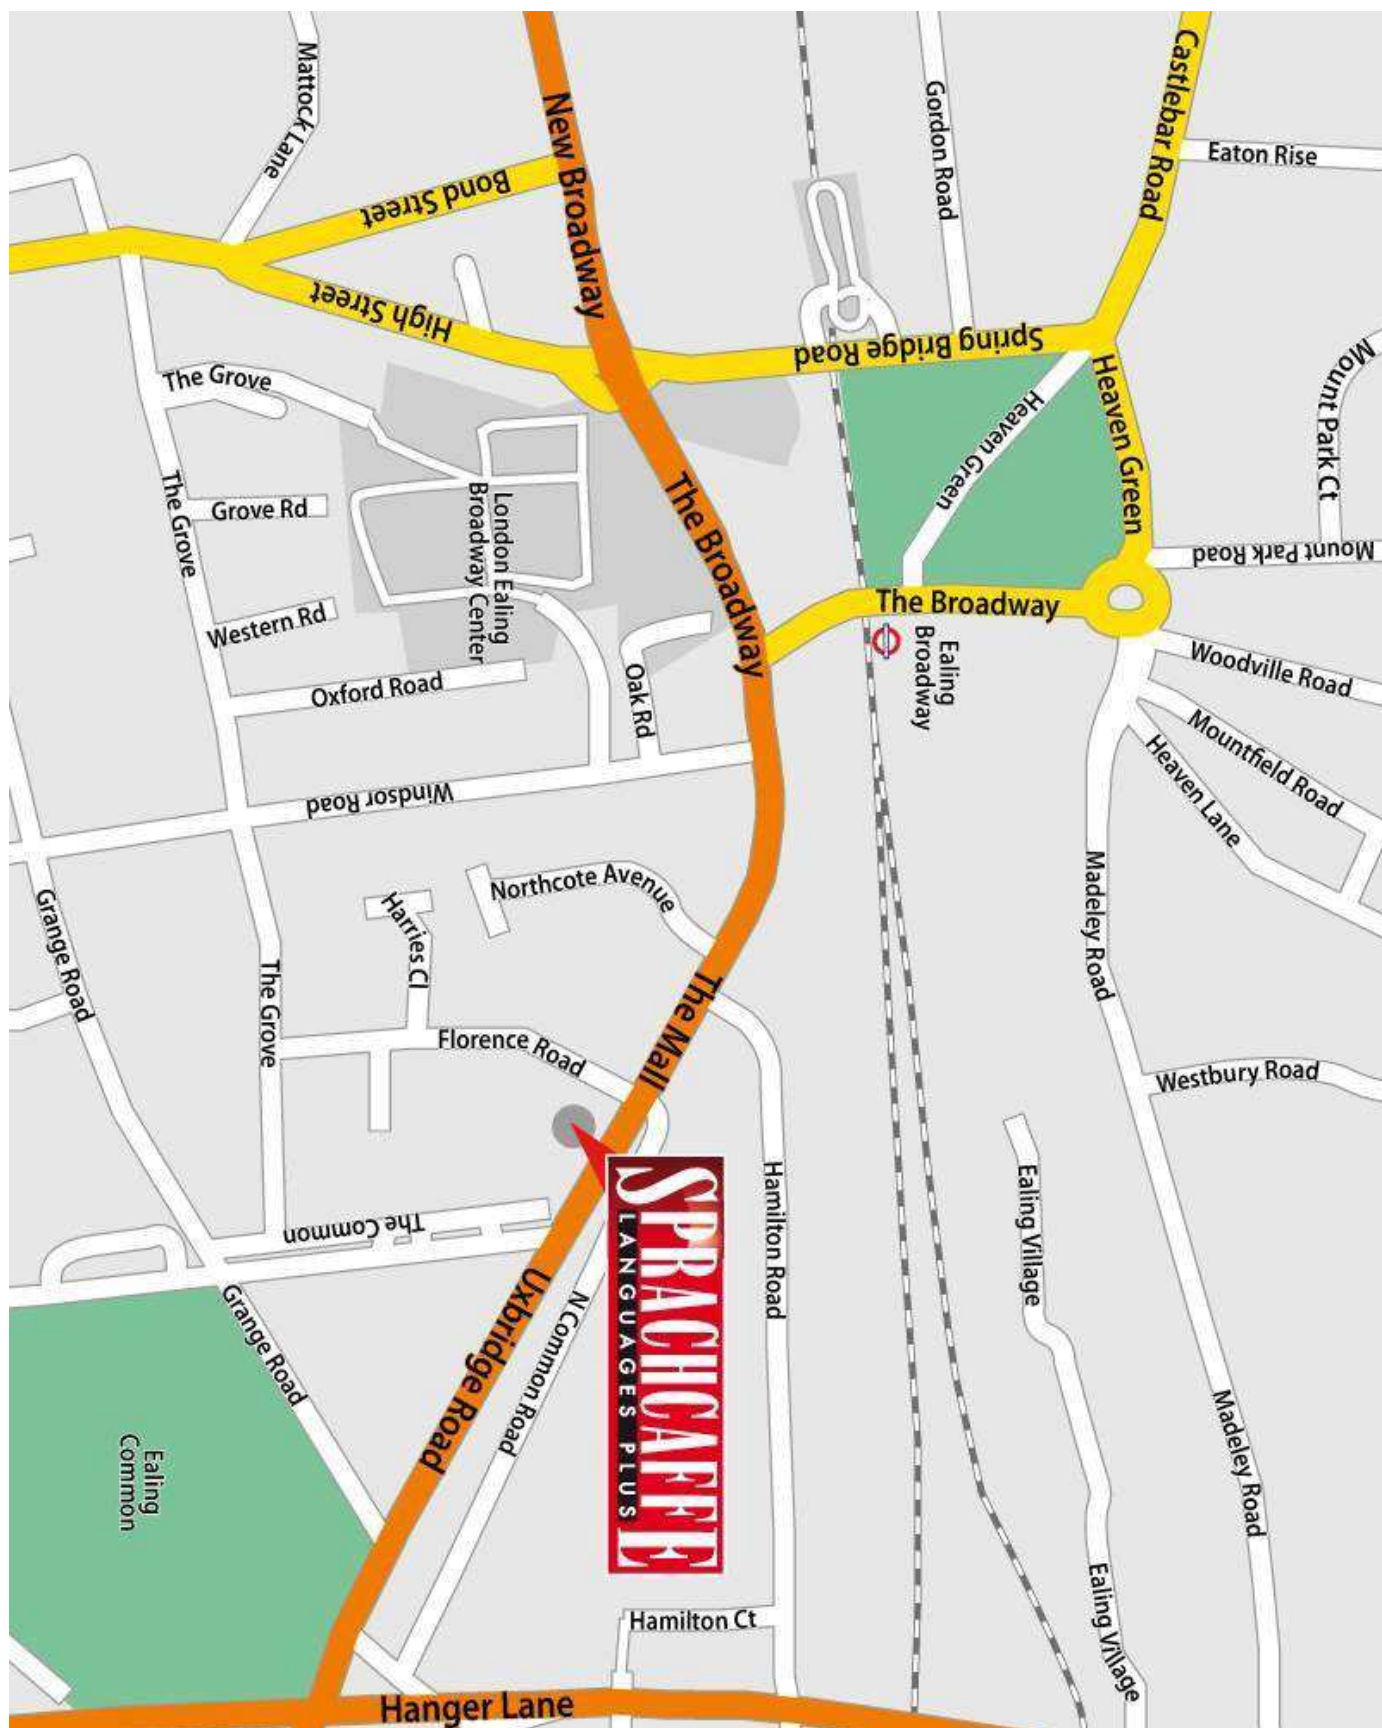 Mattock Lane
New Broadway
Gordon Road
Castlebar Road
Eaton Rise
Bond Street
High Street
Spring Bridge Road
Heaven Green
Mount Park Ct
The Grove
Heaven Green
The Grove
Grove Rd
London Ealing
Broadway Center
The Broadway
Mount Park Road
Western Rd
The Broadway
Ealing
Broadway
Woodville Road
Oxford Road
Oak Rd
Mountfield Road
Heaven Lane
Windsor Road
Northcote Avenue
Harries Cl
Grange Road
Madeley Road
The Grove
The Mall
Florence Road
Westbury Road
SPRACHCAFFE
LANGUAGES PLUS
Hamilton Road
Ealing Village
The Common
Uxbridge Road
N Common Road
Grange Road
Ealing
Common
Madeley Road
Ealing Village
Hamilton Ct
Hanger Lane